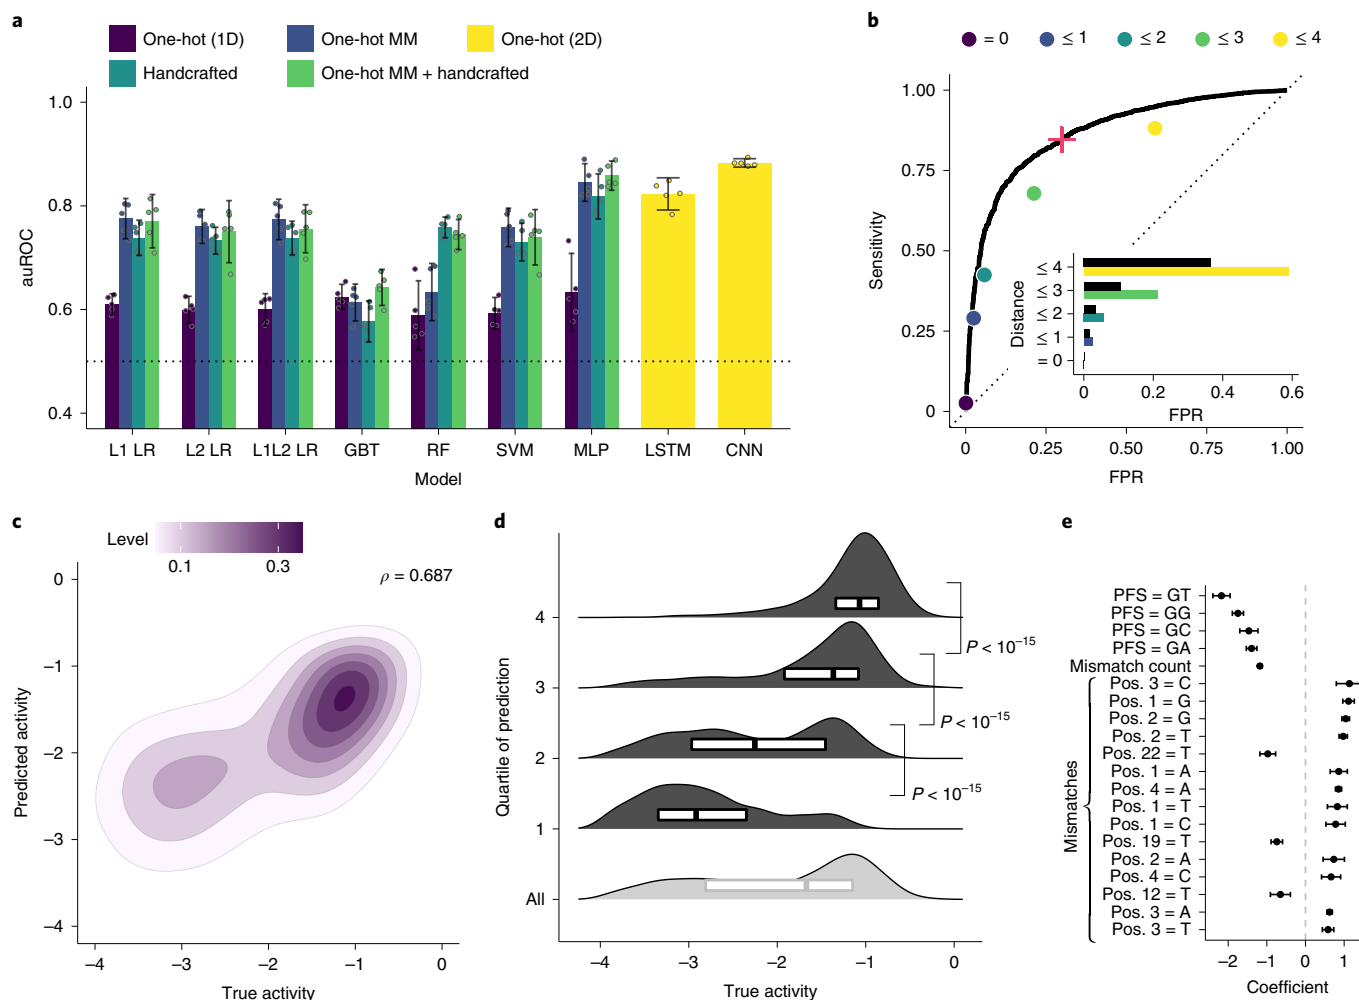 a
One-hot (1D)
One-hot MM
One-hot (2D)
Handcrafted
One-hot MM + handcrafted
1.0
0.8
0.6
0.4
auROC
L1 LR
L2 LR
L1L2 LR
GBT
RF
SVM
MLP
LSTM
CNN
Model
b
= 0
≤ 1
≤ 2
≤ 3
≤ 4
1.00
0.75
0.50
0.25
0
Sensitivity
0
0.25
0.50
0.75
1.00
FPR
Distance
≤ 4
≤ 3
≤ 2
≤ 1
= 0
0
0.2
0.4
0.6
FPR
c
Level
0.1
0.3
ρ = 0.687
0
−1
−2
−3
−4
Predicted activity
−4
−3
−2
−1
0
True activity
d
Quartile of prediction
4
3
2
1
All
P < 10⁻¹⁵
P < 10⁻¹⁵
P < 10⁻¹⁵
−4
−3
−2
−1
0
True activity
e
PFS = GT
PFS = GG
PFS = GC
PFS = GA
Mismatch count
Mismatches
Pos. 3 = C
Pos. 1 = G
Pos. 2 = G
Pos. 2 = T
Pos. 22 = T
Pos. 1 = A
Pos. 4 = A
Pos. 1 = T
Pos. 1 = C
Pos. 19 = T
Pos. 2 = A
Pos. 4 = C
Pos. 12 = T
Pos. 3 = A
Pos. 3 = T
−2
−1
0
1
Coefficient